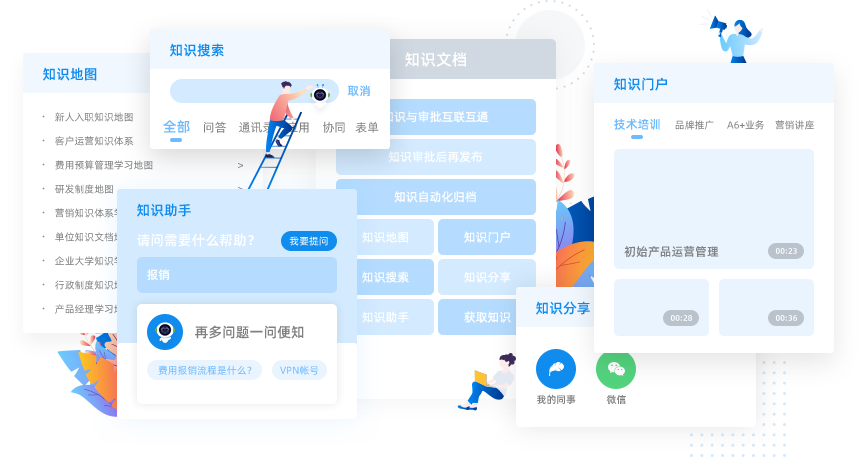 知识地图
新人入职知识地图
客户运营知识体系
费用预算管理学习地图
>
研发制度地图
营销知识体系
单位知识文档
企业大学知识
行政制度知识
产品经理学习
知识搜索
取消
全部 问答 通讯录 应用 协同 表单
知识文档
知识与审批互联互通
知识审批后再发布
知识自动化归档
知识地图 知识门户
知识搜索 知识分享
知识助手 获取知识
知识助手
请问需要什么帮助?
我要提问
报销
再多问题一问便知
费用报销流程是什么?
VPN帐号
知识门户
技术培训 品牌推广 A6+业务 营销讲座
初始产品运营管理
00:23
00:28
00:36
知识分享
我的同事
微信